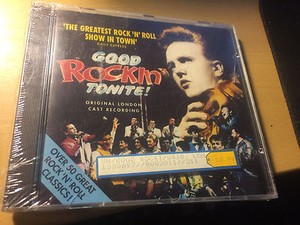 'THE GREATEST ROCK 'N' ROLL
SHOW IN TOWN'
DAILY EXPRESS
GOOD
ROCKIN'
TONITE!
ORIGINAL LONDON
CAST RECORDING
OVER 50 GREAT
ROCK 'N' ROLL
CLASSICS!